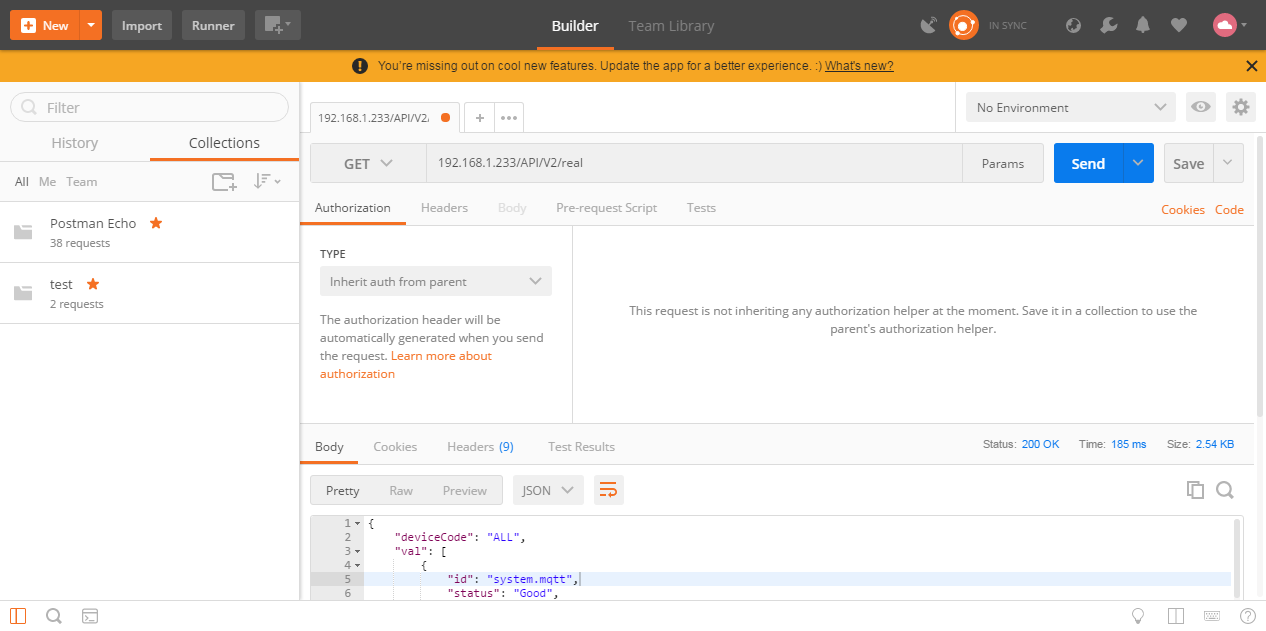 New
Import
Runner
Builder
Team Library
IN SYNC
You're missing out on cool new features. Update the app for a better experience. :) What's new?
Filter
History
Collections
All Me Team
Postman Echo
38 requests
test
2 requests
192.168.1.233/API/V2/
No Environment
GET
192.168.1.233/API/V2/real
Params
Send
Save
Authorization
Headers
Body
Pre-request Script
Tests
Cookies
Code
TYPE
Inherit auth from parent
The authorization header will be
automatically generated when you send
the request. Learn more about
authorization
This request is not inheriting any authorization helper at the moment. Save it in a collection to use the
parent's authorization helper.
Body
Cookies
Headers (9)
Test Results
Status: 200 OK
Time: 185 ms
Size: 2.54 KB
Pretty
Raw
Preview
JSON
1 {
2 "deviceCode": "ALL",
3 "val": [
4 {
5 "id": "system.mqtt",
6 "status": "Good",